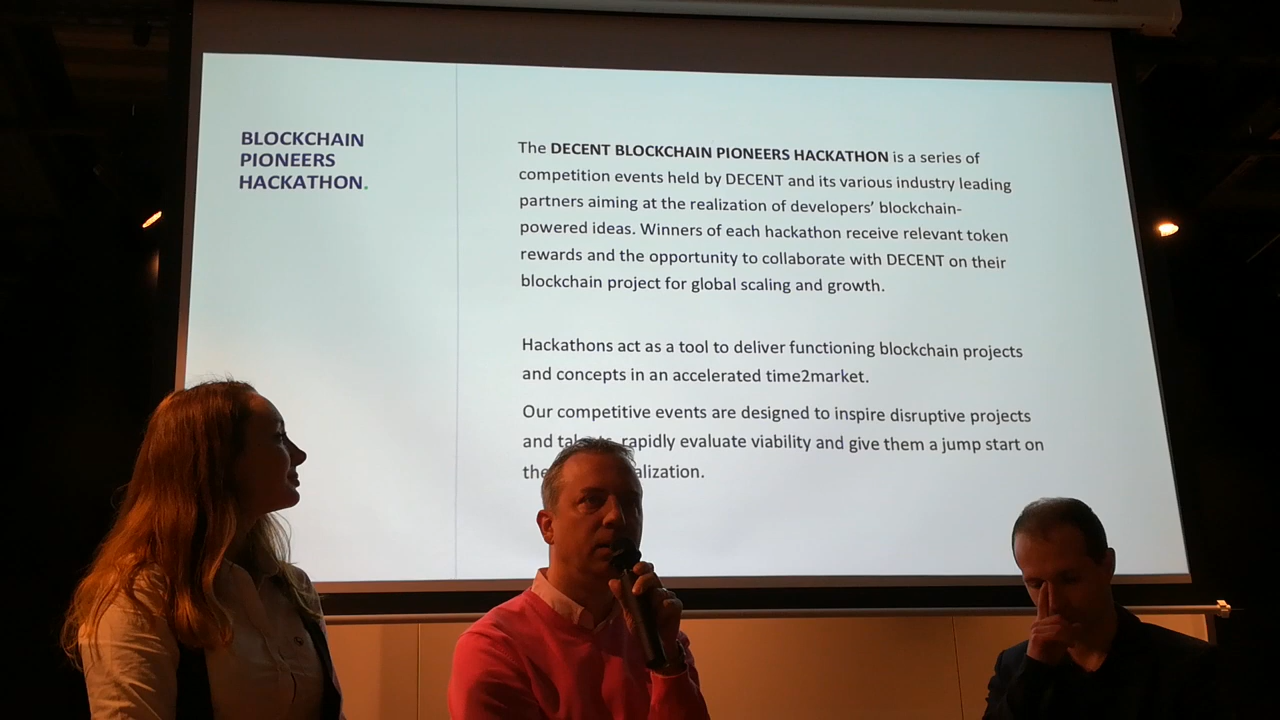 BLOCKCHAIN
PIONEERS
HACKATHON.
The DECENT BLOCKCHAIN PIONEERS HACKATHON is a series of
competition events held by DECENT and its various industry leading
partners aiming at the realization of developers' blockchain-
powered ideas. Winners of each hackathon receive relevant token
rewards and the opportunity to collaborate with DECENT on their
blockchain project for global scaling and growth.
Hackathons act as a tool to deliver functioning blockchain projects
and concepts in an accelerated time2market.
Our competitive events are designed to inspire disruptive projects
and rapidly evaluate viability and give them a jump start on